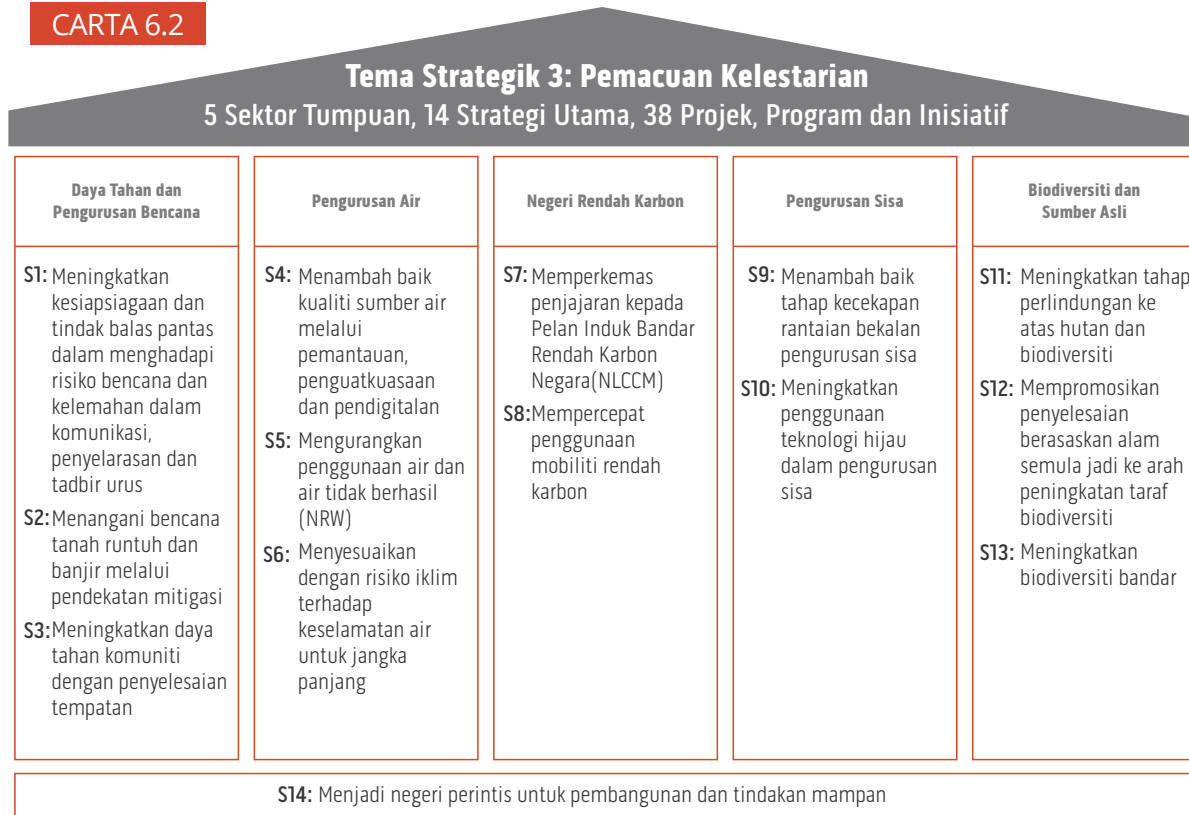 CARTA 6.2
Tema Strategik 3: Pemacuan Kelestarian
5 Sektor Tumpuan, 14 Strategi Utama, 38 Projek, Program dan Inisiatif
Daya Tahan dan
Pengurusan Bencana
S1: Meningkatkan
kesiapsiagaan dan
tindak balas pantas
dalam menghadapi
risiko bencana dan
kelemahan dalam
komunikasi,
penyelarasan dan
tadbir urus
S2: Menangani bencana
tanah runtuh dan
banjir melalui
pendekatan mitigasi
S3: Meningkatkan daya
tahan komuniti
dengan penyelesaian
tempatan
Pengurusan Air
S4: Menambah baik
kualiti sumber air
melalui
pemantauan,
penguatkuasaan
dan pendigitalan
S5: Mengurangkan
penggunaan air dan
air tidak berhasil
(NRW)
S6: Menyesuaikan
dengan risiko iklim
terhadap
keselamatan air
untuk jangka
panjang
Negeri Rendah Karbon
S7: Memperkemas
penjajaran kepada
Pelan Induk Bandar
Rendah Karbon
Negara(NLCCM)
S8: Mempercepat
penggunaan
mobiliti rendah
karbon
Pengurusan Sisa
S9: Menambah baik
tahap kecekapan
rantaian bekalan
pengurusan sisa
S10: Meningkatkan
penggunaan
teknologi hijau
dalam pengurusan
sisa
Biodiversiti dan
Sumber Asli
S11: Meningkatkan tahap
perlindungan ke
atas hutan dan
biodiversiti
S12: Mempromosikan
penyelesaian
berasaskan alam
semula jadi ke arah
peningkatan taraf
biodiversiti
S13: Meningkatkan
biodiversiti bandar
S14: Menjadi negeri perintis untuk pembangunan dan tindakan mampan